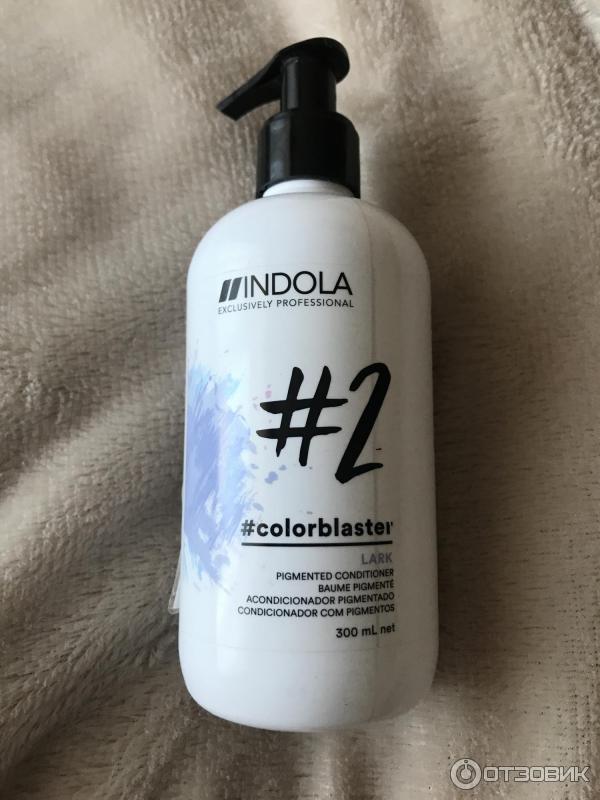 INDOLA
EXCLUSIVELY PROFESSIONAL
#2
#colorblaster
LARK
PIGMENTED CONDITIONER
BAUME PIGMENTÉ
ACONDICIONADOR PIGMENTADO
CONDICIONADOR COM PIGMENTOS
300 mL net
ОТЗОВИК